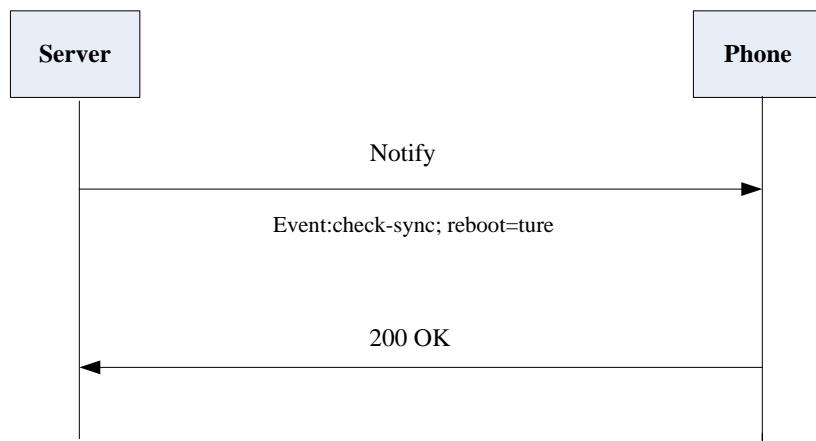 Server
Phone
Notify
Event:check-sync; reboot=ture
200 OK